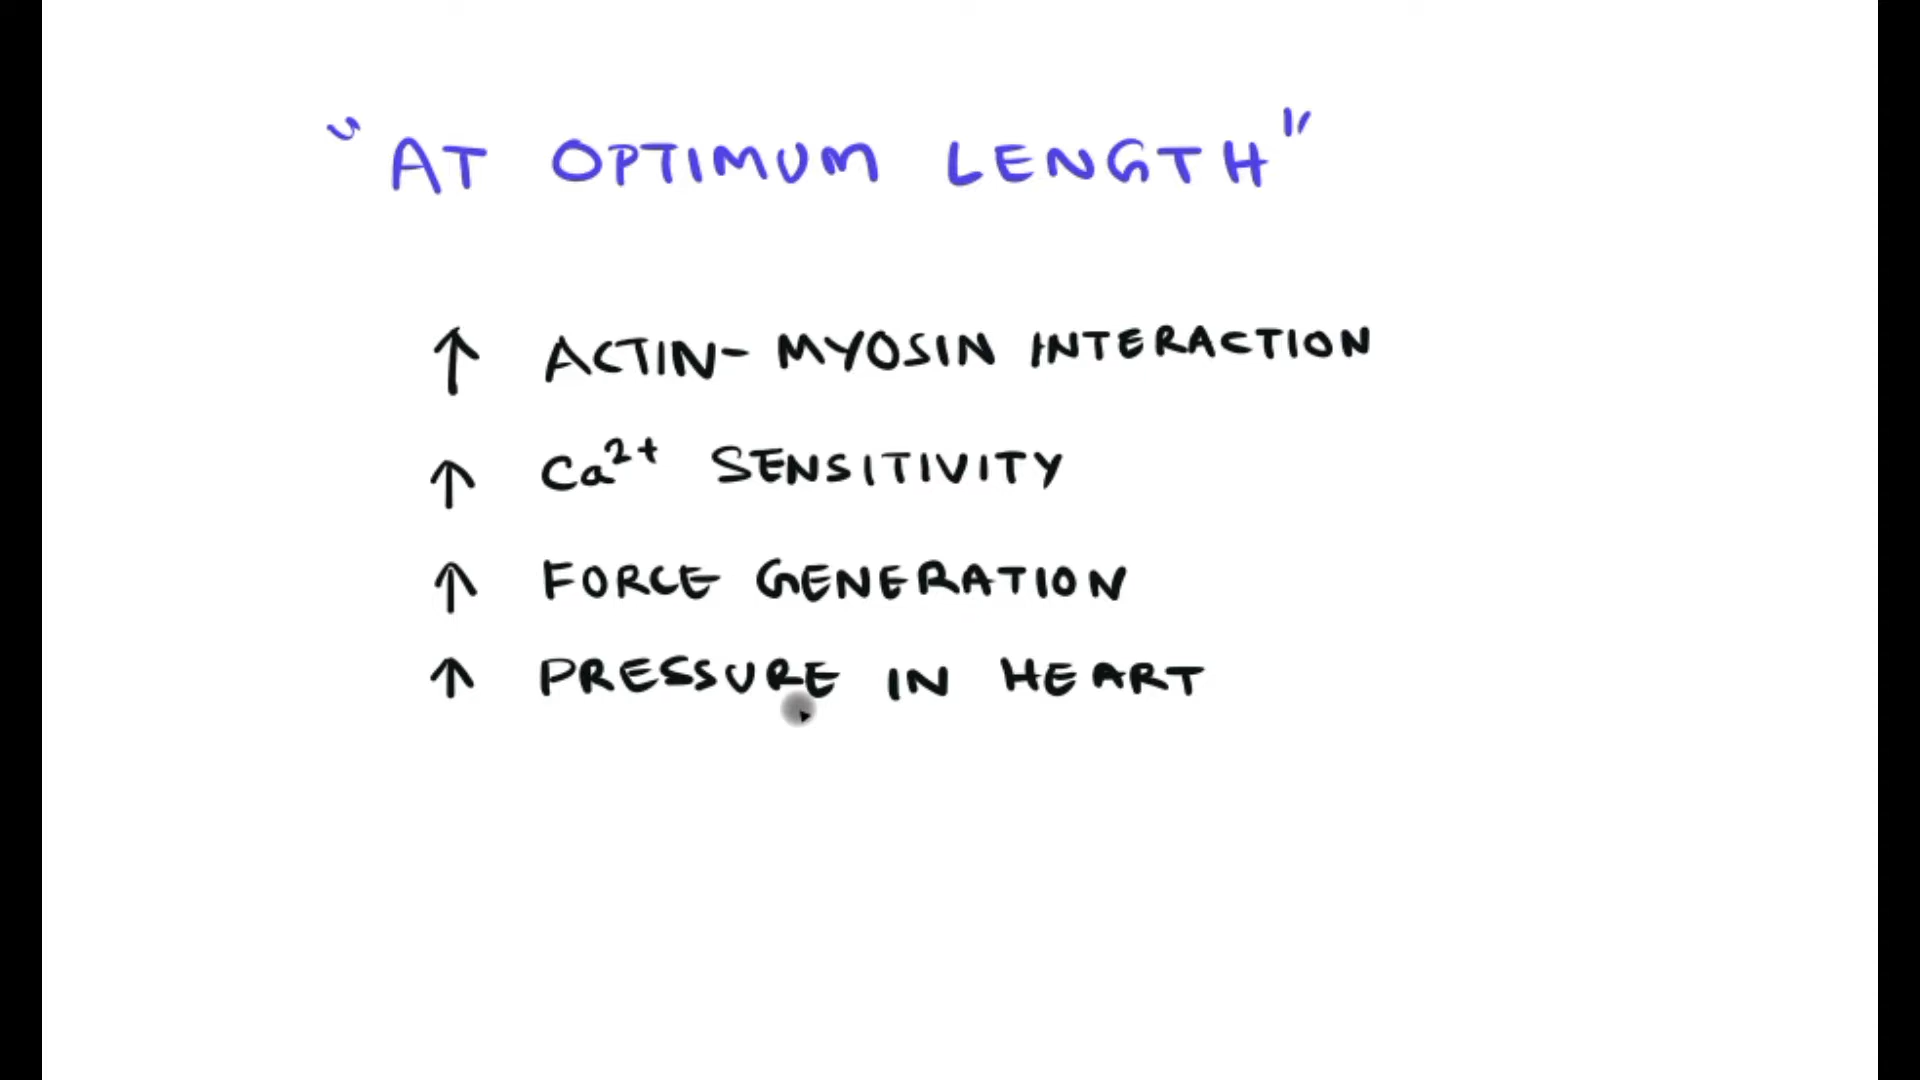 "AT OPTIMUM LENGTH"
↑ ACTIN-MYOSIN INTERACTION
↑ Ca²⁺ SENSITIVITY
↑ FORCE GENERATION
↑ PRESSURE IN HEART